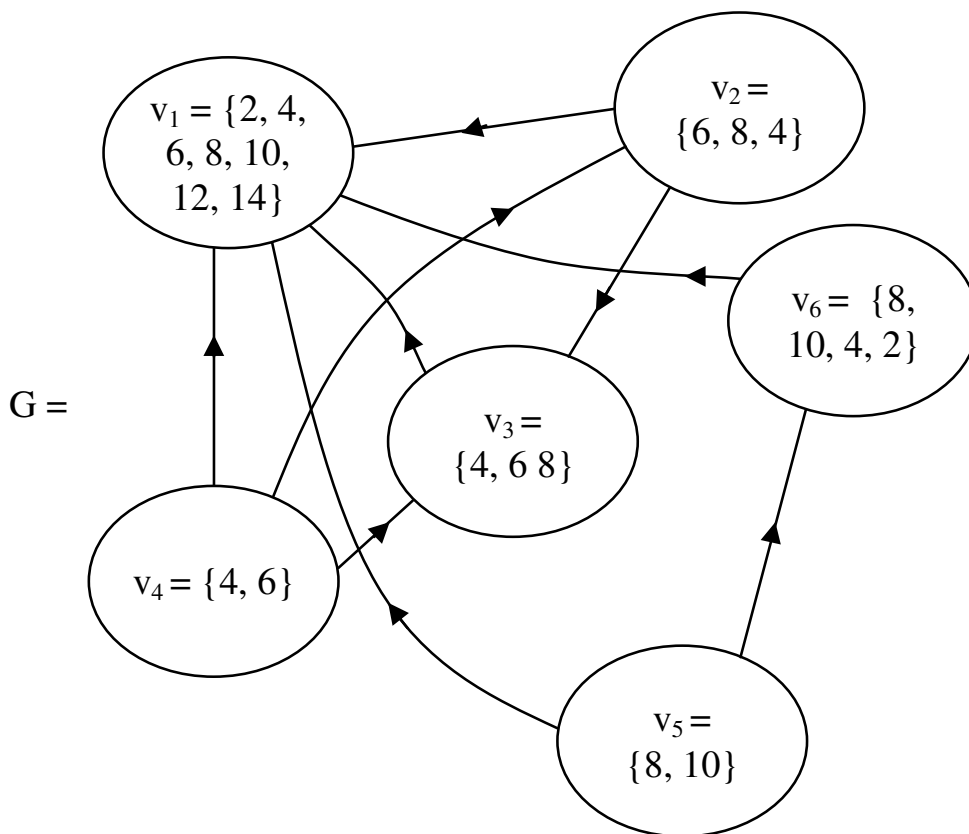 v₁ = {2, 4,
6, 8, 10,
12, 14}
v₂ =
{6, 8, 4}
v₆ = {8,
10, 4, 2}
G =
v₃ =
{4, 6 8}
v₄ = {4, 6}
v₅ =
{8, 10}